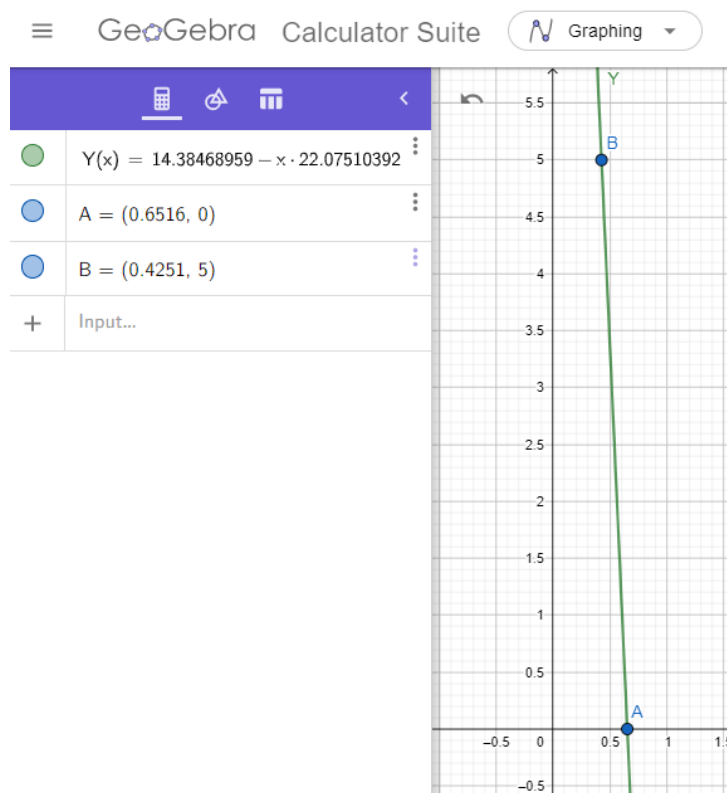 GeoGebra Calculator Suite Graphing
Y(x) = 14.38468959 – x · 22.07510392
A = (0.6516, 0)
B = (0.4251, 5)
+ Input...
Y
5.5
B
5
4.5
4
3.5
3
2.5
2
1.5
1
0.5
A
–0.5 0 0.5 1 1.
–0.5